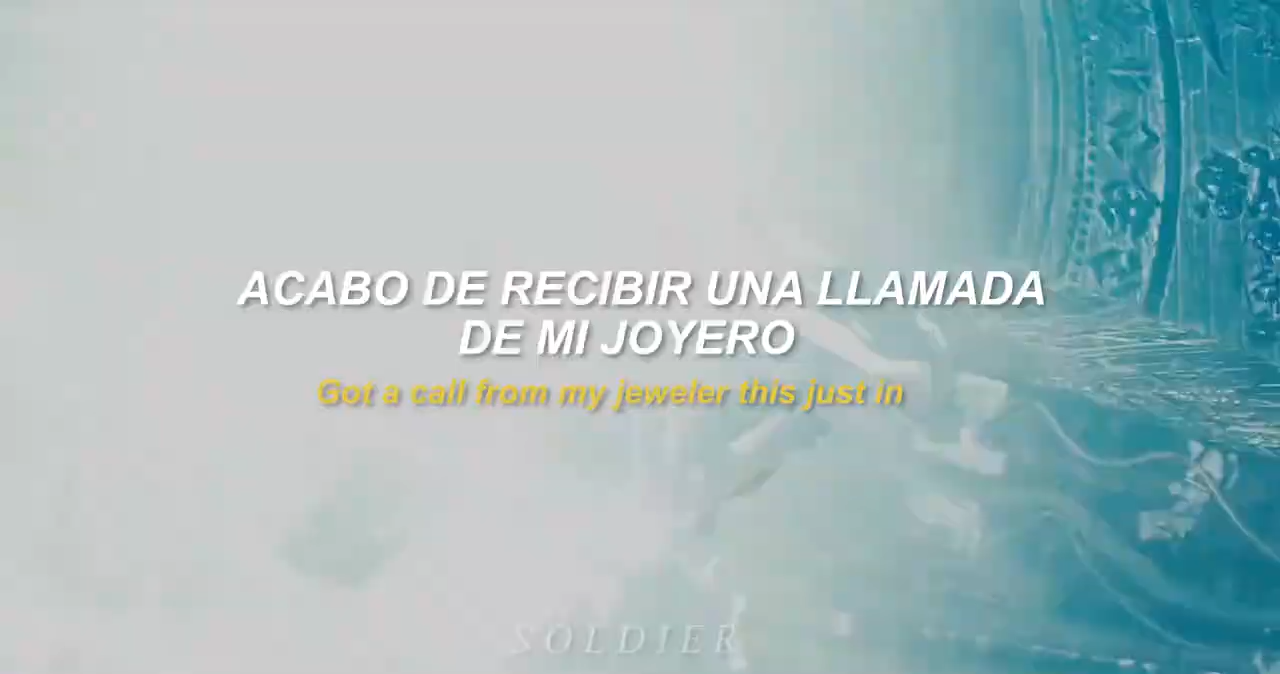 ACABO DE RECIBIR UNA LLAMADA
DE MI JOYERO
Got a call from my jeweler this just in
SOLDIER